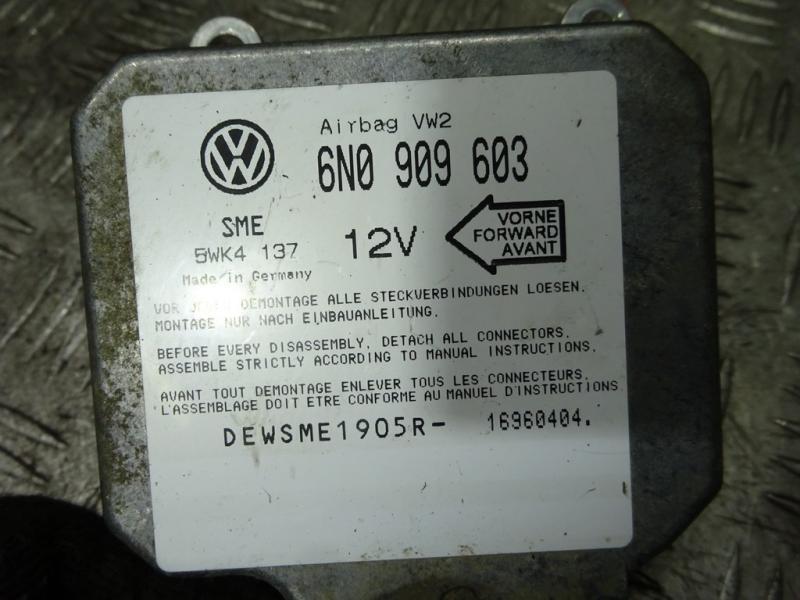 Airbag VW2
6N0 909 603
SME
5WK4 137
12V
VORNE
FORWARD
AVANT
Made in Germany
VOR JEDER DEMONTAGE ALLE STECKVERBINDUNGEN LOESEN.
MONTAGE NUR NACH EINBAUANLEITUNG.
BEFORE EVERY DISASSEMBLY, DETACH ALL CONNECTORS.
ASSEMBLE STRICTLY ACCORDING TO MANUAL INSTRUCTIONS.
AVANT TOUT DEMONTAGE ENLEVER TOUS LES CONNECTEURS.
L'ASSEMBLAGE DOIT ETRE CONFORME AU MANUEL D'INSTRUCTIONS
DEWSME1905R- 16960404.